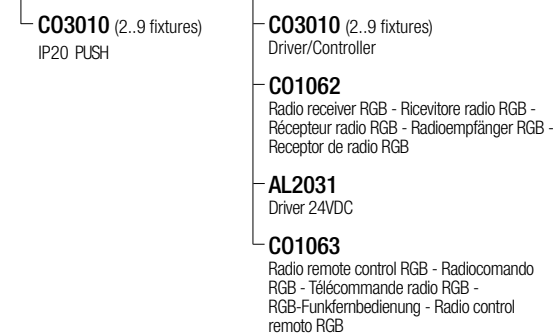 CO3010 (2..9 fixtures)
IP20 PUSH
CO3010 (2..9 fixtures)
Driver/Controller
CO1062
Radio receiver RGB - Ricevitore radio RGB -
Récepteur radio RGB - Radioempfänger RGB -
Receptor de radio RGB
AL2031
Driver 24VDC
CO1063
Radio remote control RGB - Radiocomando
RGB - Télécommande radio RGB -
RGB-Funkfernbedienung - Radio control
remoto RGB